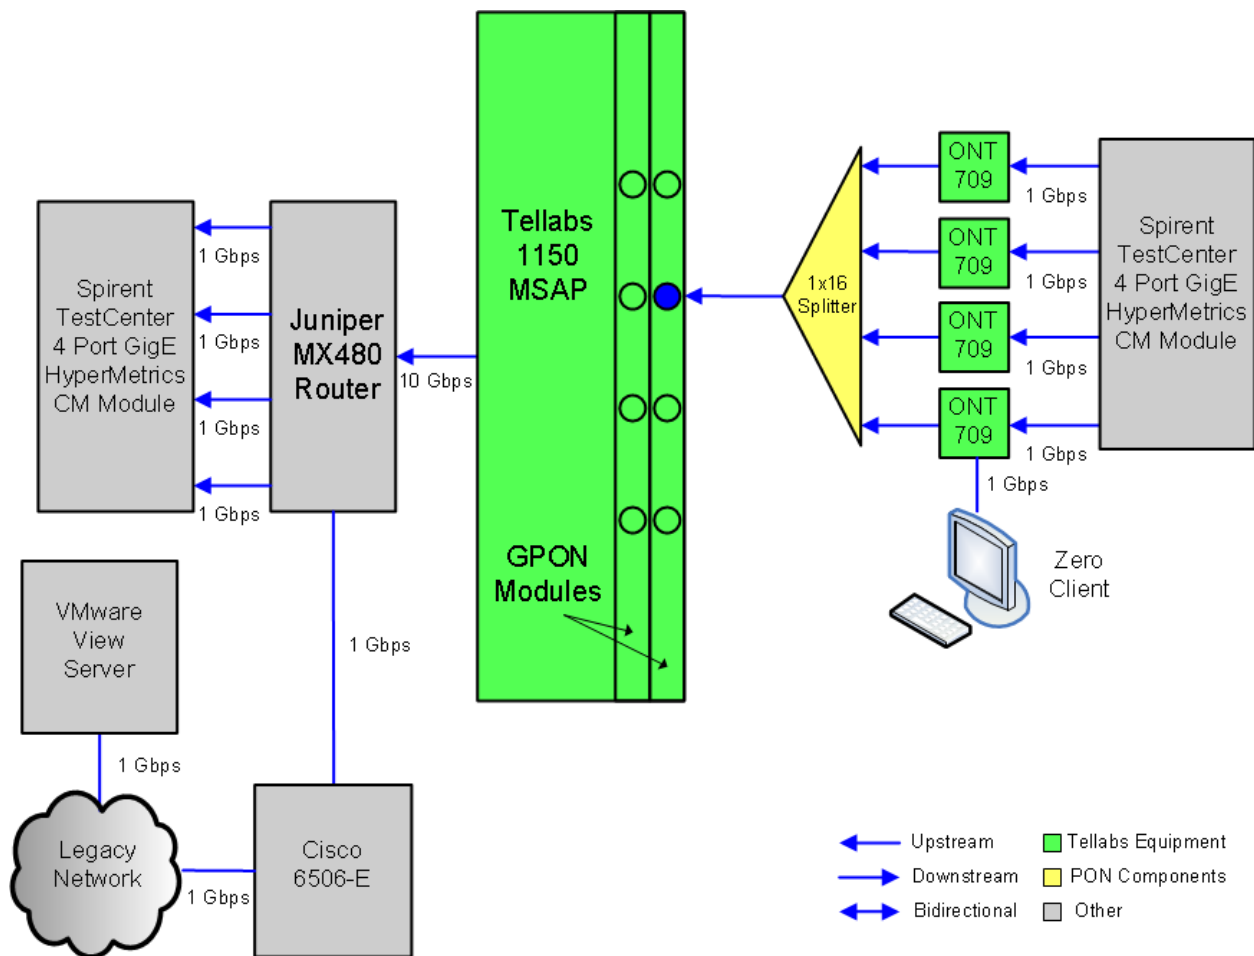 Spirent
TestCenter
4 Port GigE
HyperMetrics
CM Module
1 Gbps
1 Gbps
1 Gbps
1 Gbps
Juniper
MX480
Router
10 Gbps
Tellabs
1150
MSAP
GPON
Modules
1x16
Splitter
ONT
709
ONT
709
ONT
709
ONT
709
1 Gbps
1 Gbps
1 Gbps
1 Gbps
Spirent
TestCenter
4 Port GigE
HyperMetrics
CM Module
1 Gbps
Zero
Client
VMware
View
Server
1 Gbps
1 Gbps
Legacy
Network
1 Gbps
Cisco
6506-E
Upstream
Downstream
Bidirectional
Tellabs Equipment
PON Components
Other